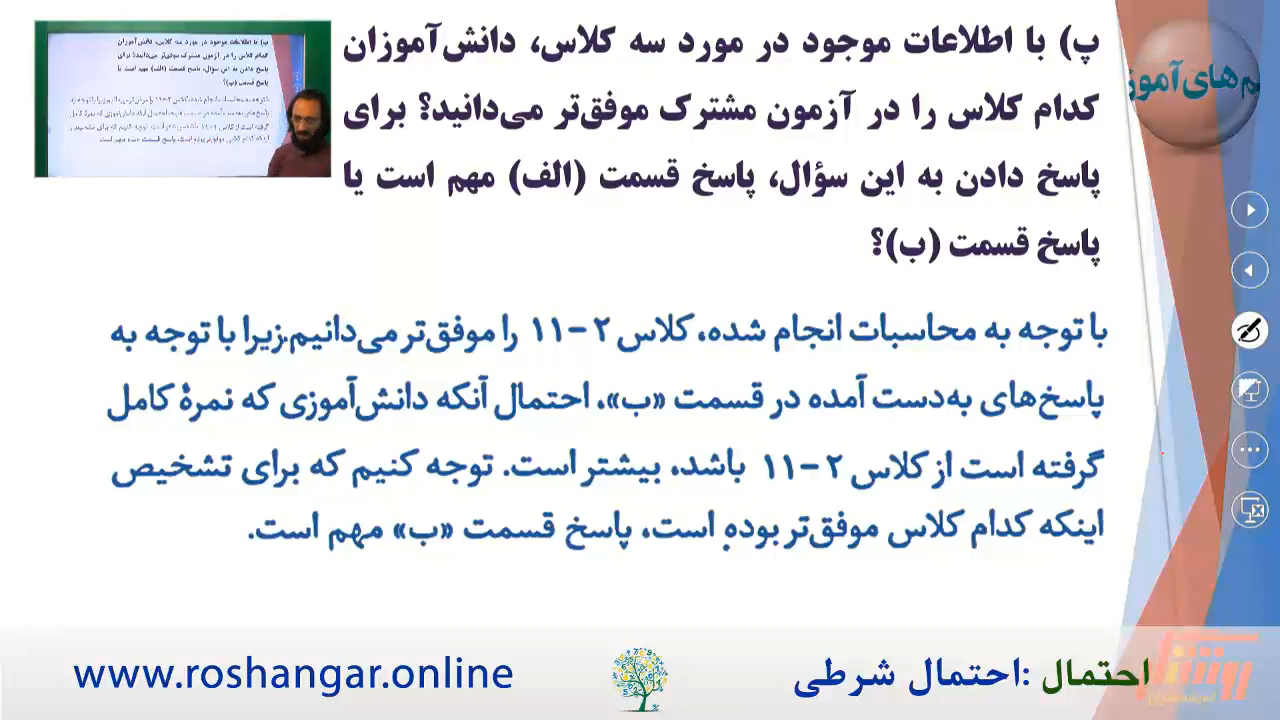 پ) با اطلاعات موجود در مورد سه کلاس، دانش‌آموزان
کدام کلاس را در آزمون مشترک موفق‌تر می‌دانید؟ برای
پاسخ دادن به این سؤال، پاسخ قسمت (الف) مهم است یا
پاسخ قسمت (ب)؟
با توجه به محاسبات انجام شده، کلاس ۲-۱۱ را موفق‌تر می‌دانیم.زیرا با توجه به
پاسخ‌های به‌دست آمده در قسمت «ب»، احتمال آنکه دانش‌آموزی که نمرهٔ کامل
گرفته است از کلاس ۲-۱۱ باشد، بیشتر است. توجه کنیم که برای تشخیص
اینکه کدام کلاس موفق‌تر بوده است، پاسخ قسمت «ب» مهم است.
احتمال :احتمال شرطی
www.roshangar.online